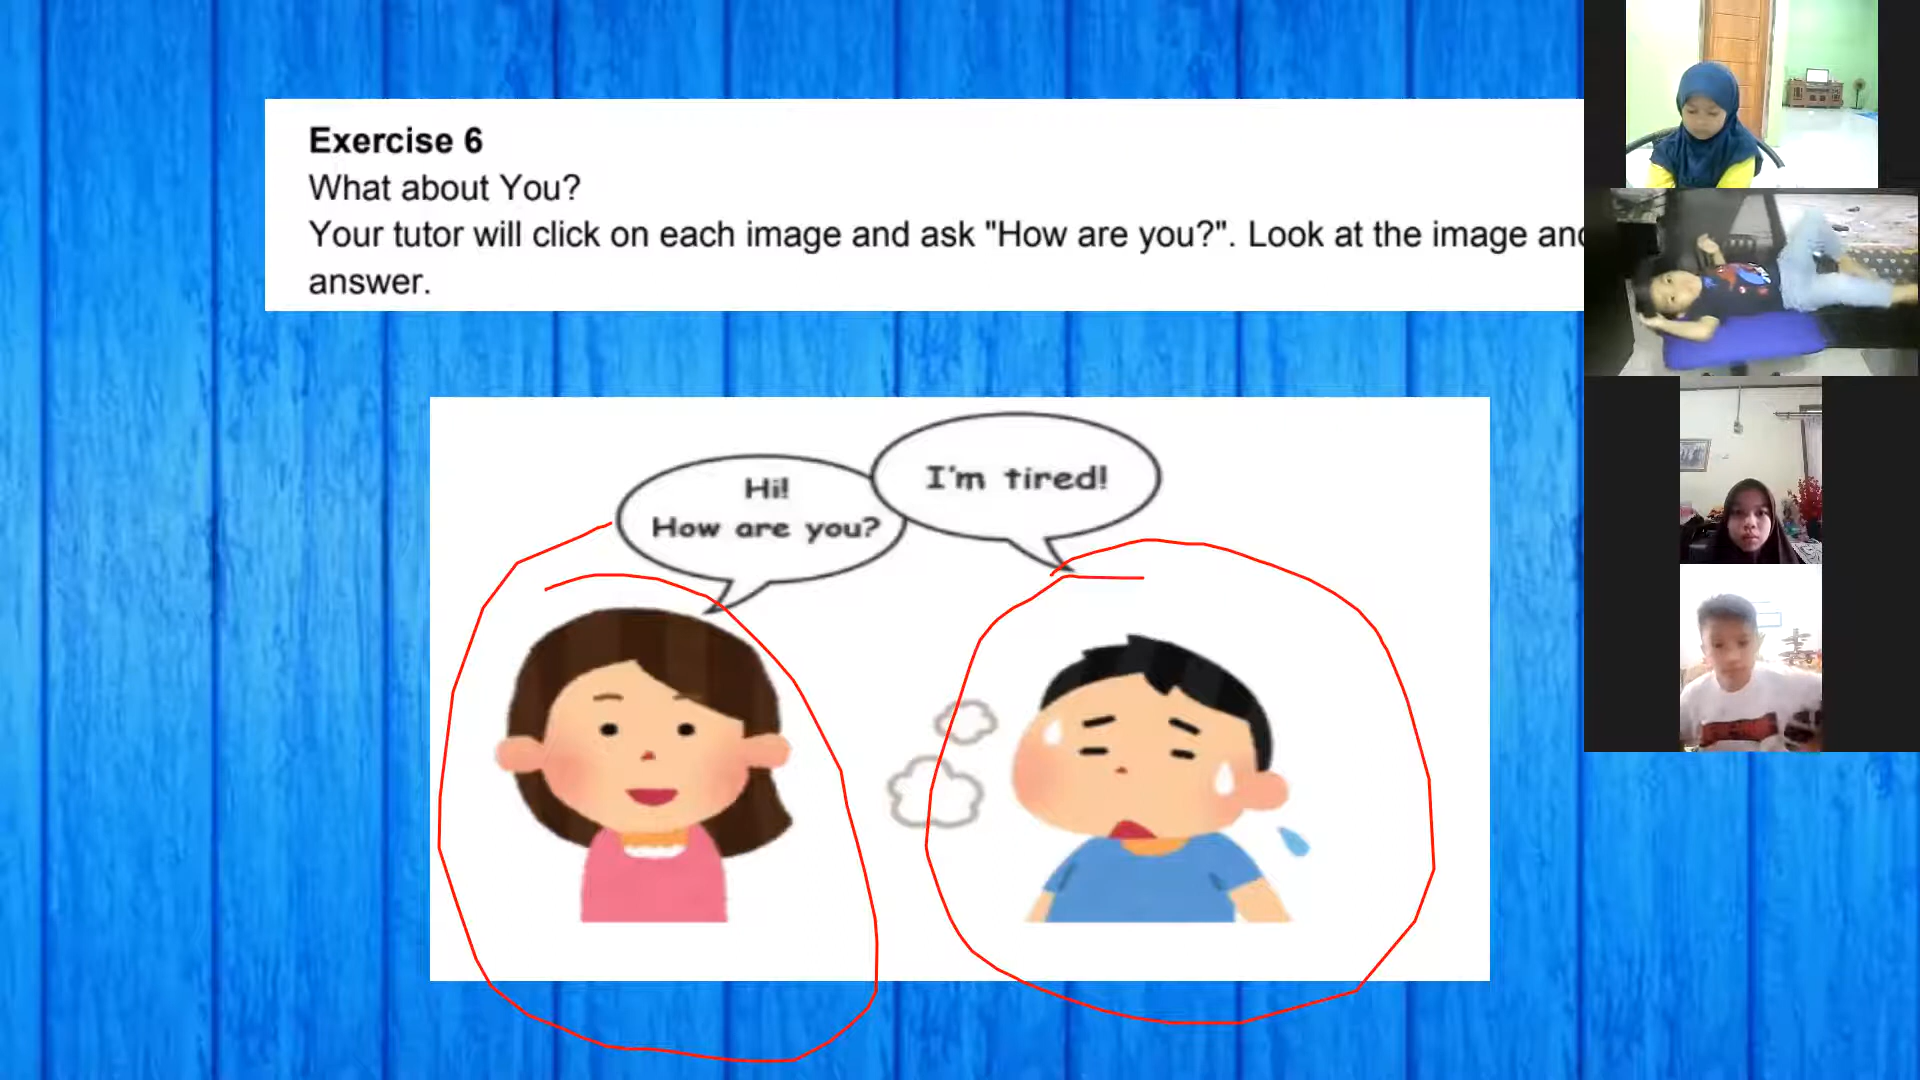 Exercise 6
What about You?
Your tutor will click on each image and ask "How are you?". Look at the image and
answer.
Hi!
How are you?
I'm tired!